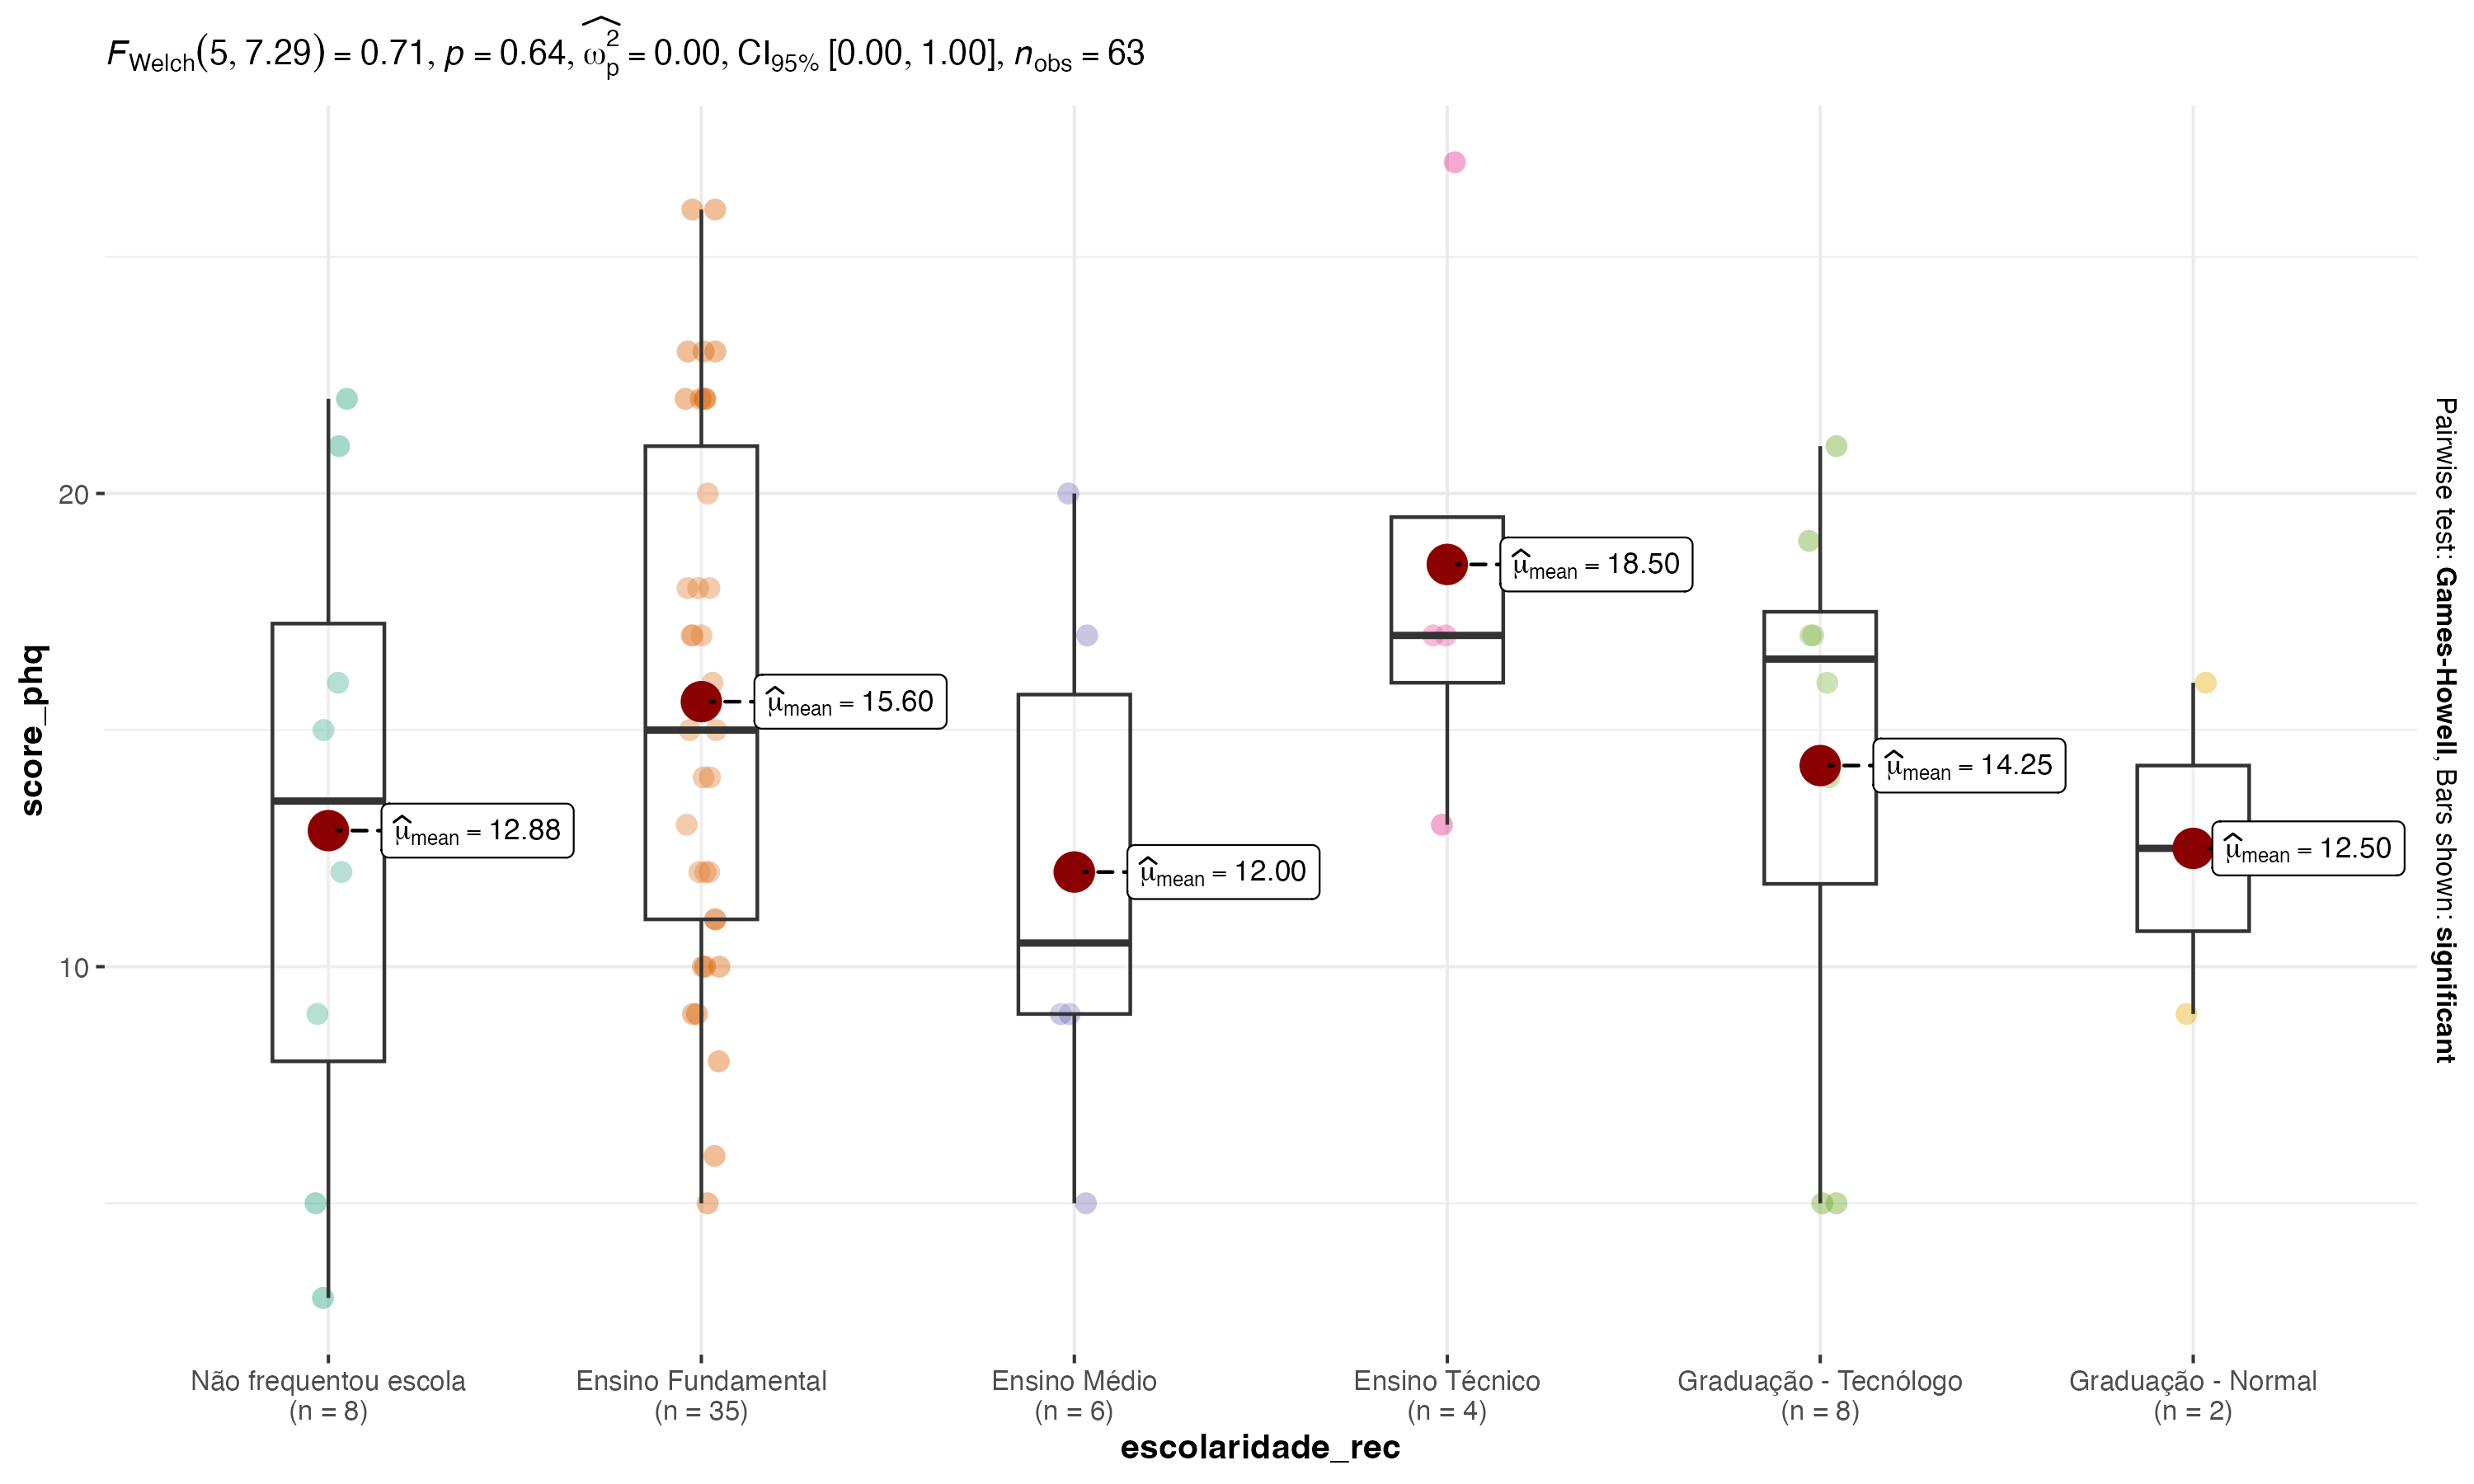 F_Welch(5, 7.29) = 0.71, p = 0.64, ω̂²_p = 0.00, CI_95% [0.00, 1.00], n_obs = 63
score_phq
20
10
μ̂_mean = 12.88
μ̂_mean = 15.60
μ̂_mean = 12.00
μ̂_mean = 18.50
μ̂_mean = 14.25
μ̂_mean = 12.50
Pairwise test: Games-Howell, Bars shown: significant
Não frequentou escola
(n = 8)
Ensino Fundamental
(n = 35)
Ensino Médio
(n = 6)
Ensino Técnico
(n = 4)
Graduação - Tecnólogo
(n = 8)
Graduação - Normal
(n = 2)
escolaridade_rec